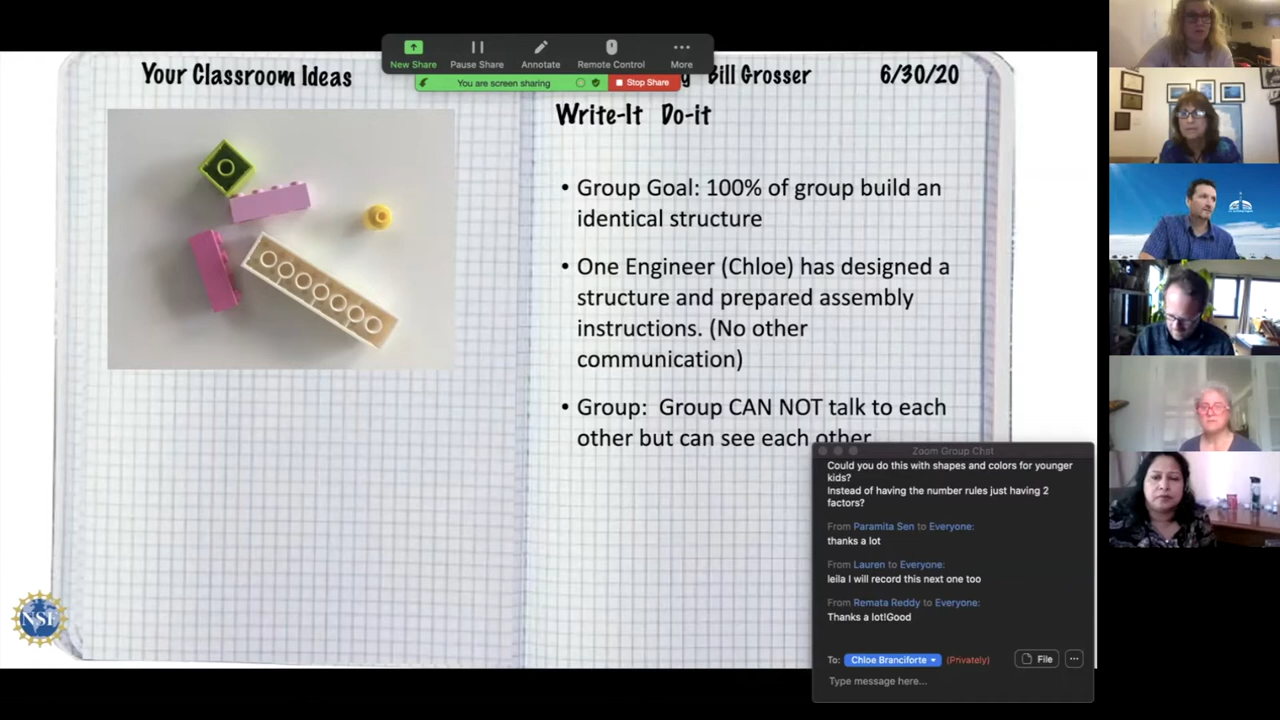 New Share
Pause Share
Annotate
Remote Control
More
You are screen sharing
Stop Share
Your Classroom Ideas
Bill Grosser
6/30/20
Write-It Do-it
• Group Goal: 100% of group build an
identical structure
• One Engineer (Chloe) has designed a
structure and prepared assembly
instructions. (No other
communication)
• Group: Group CAN NOT talk to each
other but can see each other
Zoom Group Chat
Could you do this with shapes and colors for younger
kids?
Instead of having the number rules just having 2
factors?
From Paramita Sen to Everyone:
thanks a lot
From Lauren to Everyone:
leila I will record this next one too
From Remata Reddy to Everyone:
Thanks a lot!Good
To: Chloe Branciforte (Privately)
File
Type message here...
NSF